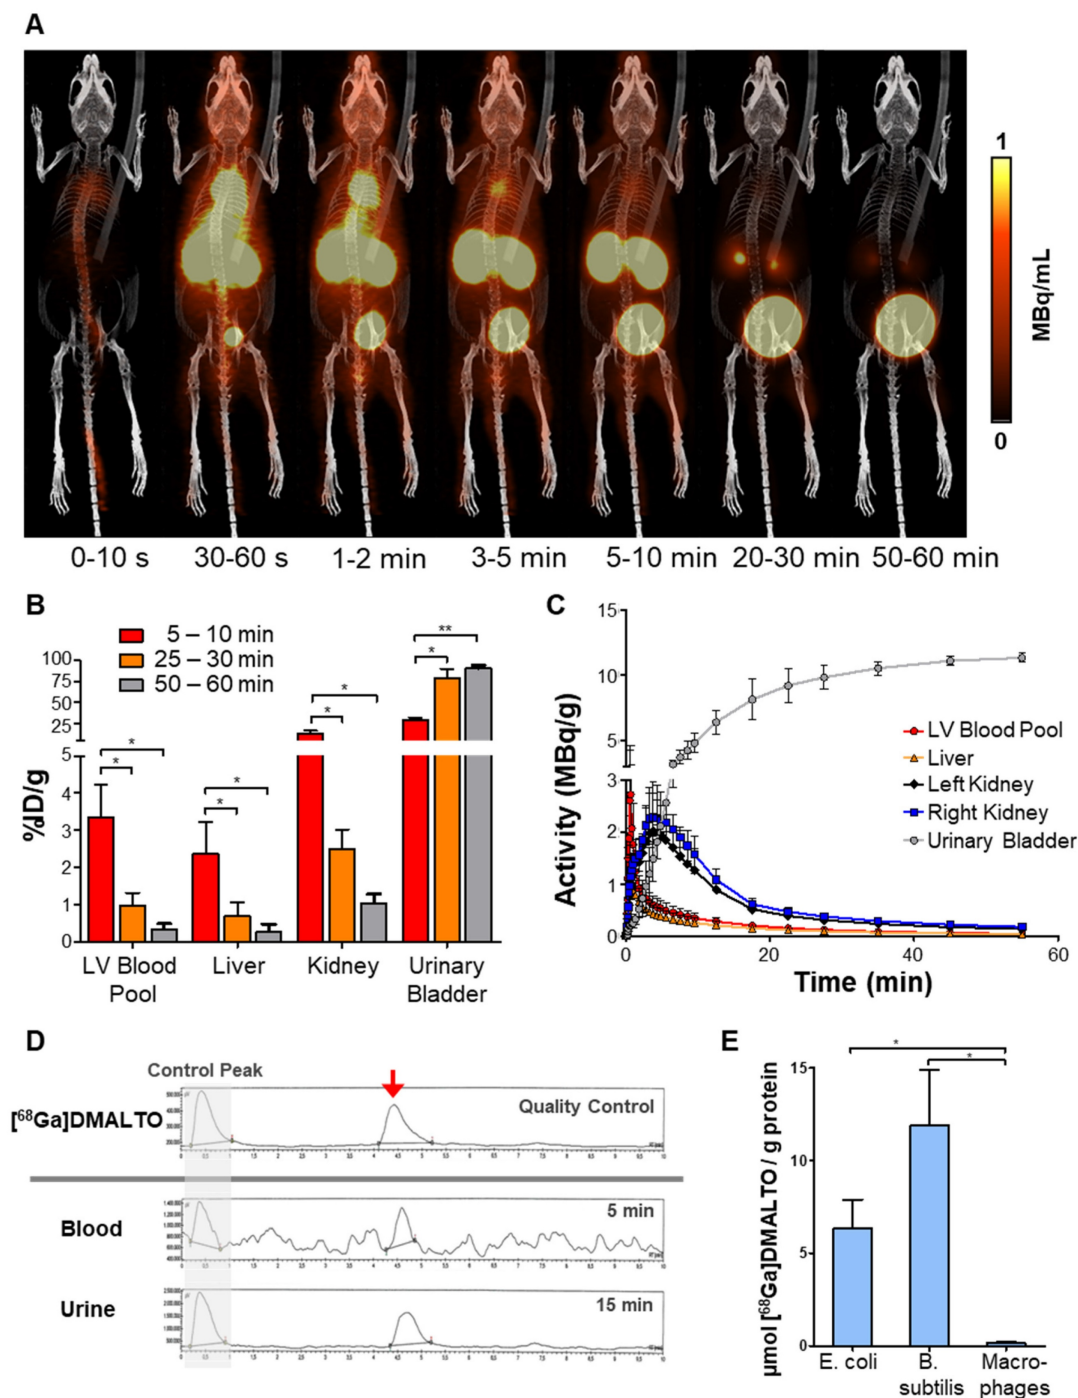 A
1
MBq/mL
0
0-10 s
30-60 s
1-2 min
3-5 min
5-10 min
20-30 min
50-60 min
B
5 – 10 min
25 – 30 min
50 – 60 min
100
75
50
25
5
4
3
2
1
0
%ID/g
*
*
*
*
*
*
**
*
LV Blood
Pool
Liver
Kidney
Urinary
Bladder
C
15
10
5
3
2
1
0
Activity (MBq/g)
0
20
40
60
Time (min)
LV Blood Pool
Liver
Left Kidney
Right Kidney
Urinary Bladder
D
Control Peak
[⁶⁸Ga]DMALTO
Quality Control
Blood
5 min
Urine
15 min
E
*
*
15
10
5
0
µmol [⁶⁸Ga]DMALTO / g protein
E. coli
B.
subtilis
Macro-
phages